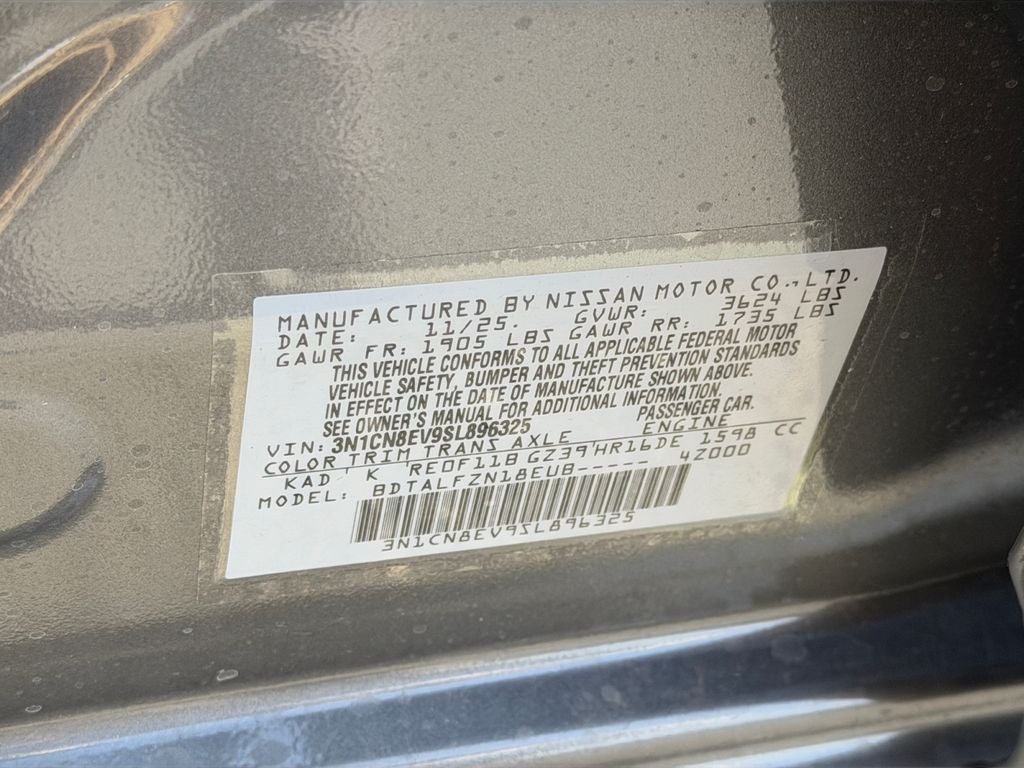 MANUFACTURED BY NISSAN MOTOR CO., LTD.
DATE: 11/25. GVWR: 3624 LBS
GAWR FR: 1905 LBS GAWR RR: 1735 LBS
THIS VEHICLE CONFORMS TO ALL APPLICABLE FEDERAL MOTOR
VEHICLE SAFETY, BUMPER AND THEFT PREVENTION STANDARDS
IN EFFECT ON THE DATE OF MANUFACTURE SHOWN ABOVE.
SEE OWNER'S MANUAL FOR ADDITIONAL INFORMATION.
VIN: 3N1CN8EV9SL896325 PASSENGER CAR.
COLOR TRIM TRANS AXLE ENGINE
KAD ' K 'RE0F11B GZ39'HR16DE 1598 CC
MODEL: BDTALFZN18EUB----- 4Z000
3N1CN8EV9SL896325